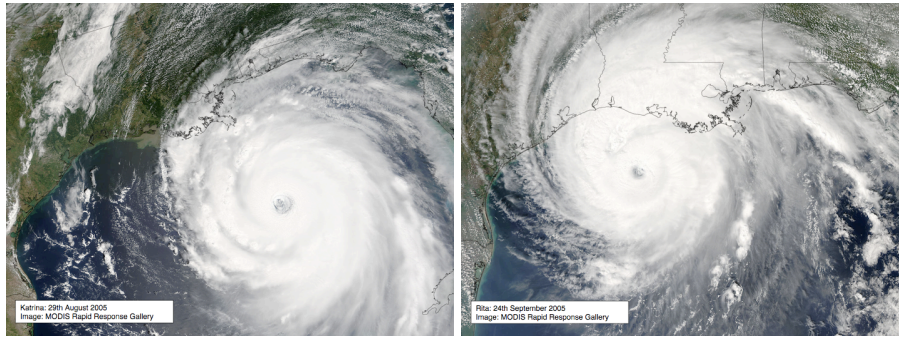 Katrina: 29th August 2005
Image: MODIS Rapid Response Gallery
Rita: 24th September 2005
Image: MODIS Rapid Response Gallery